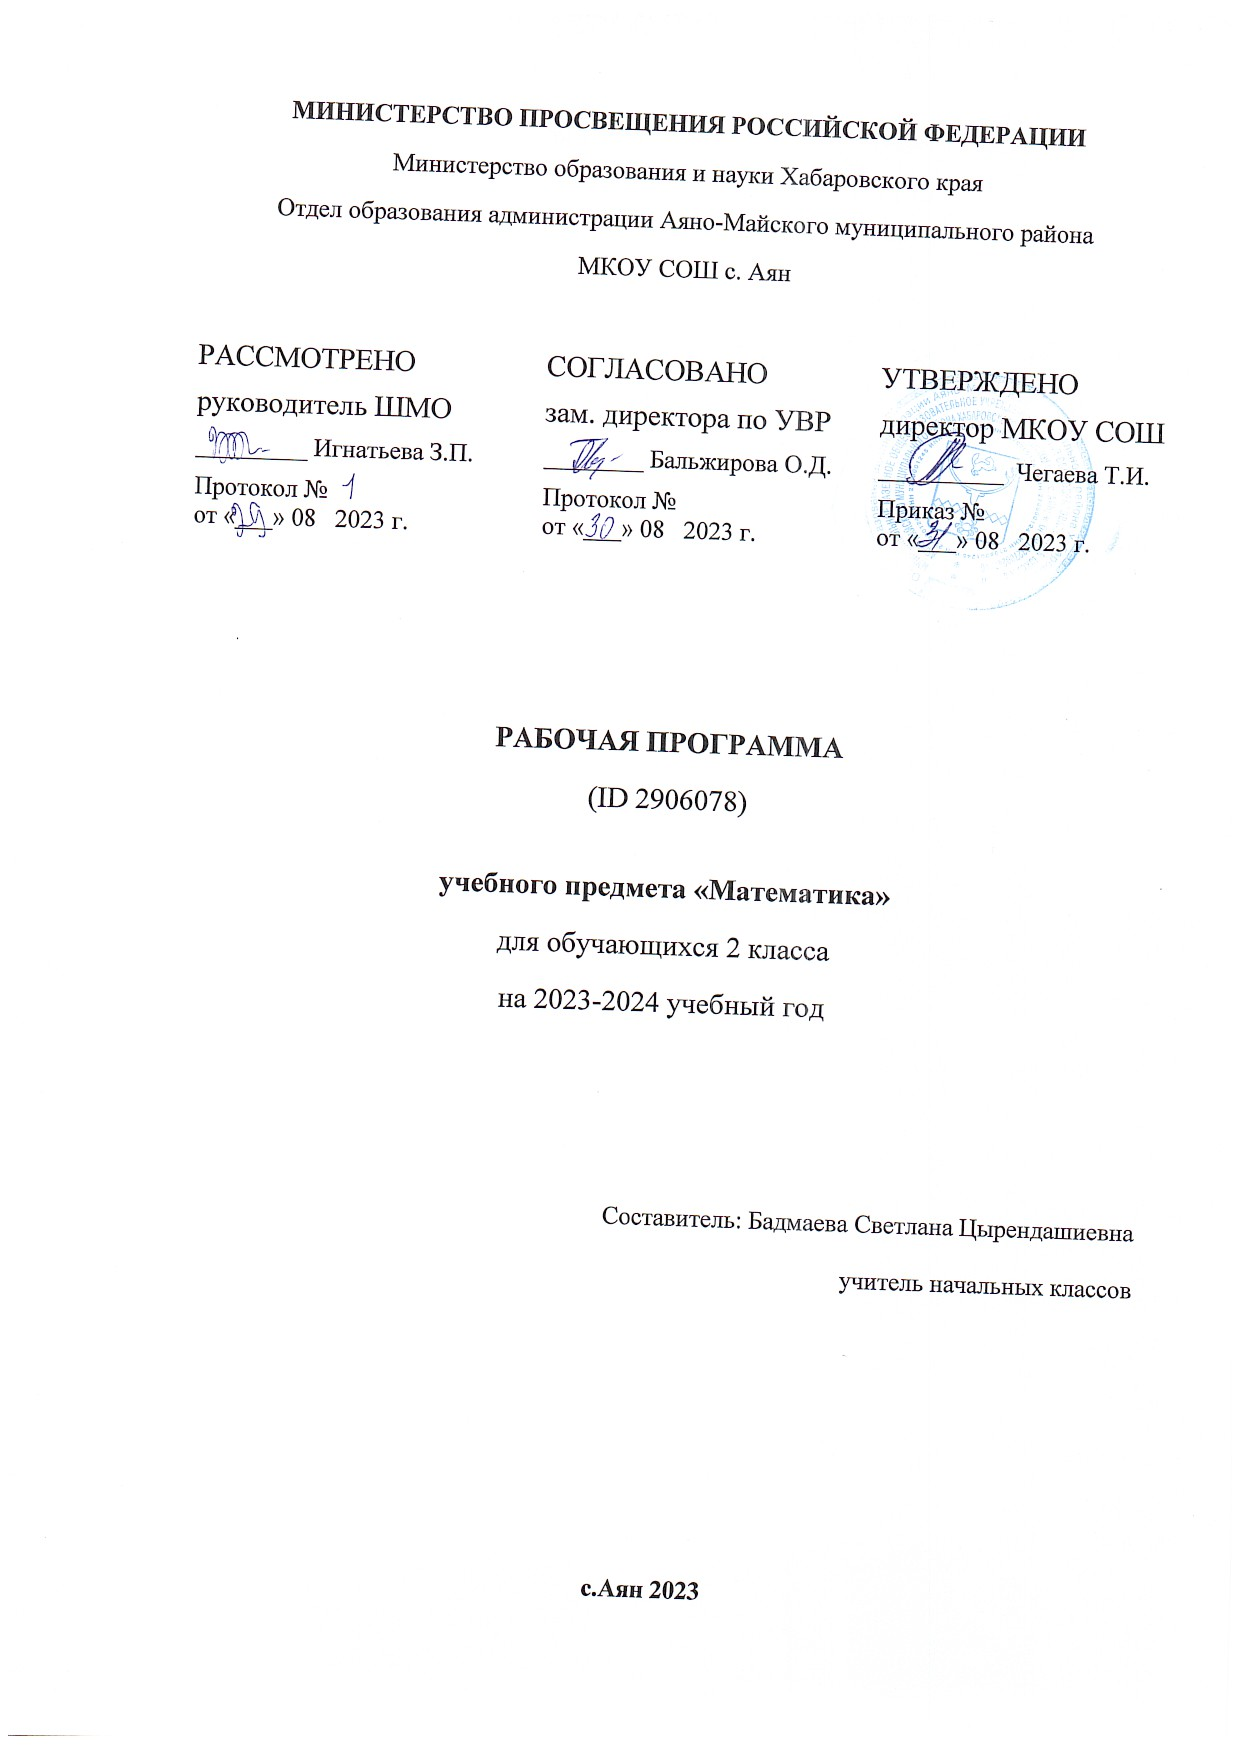 МИНИСТЕРСТВО ПРОСВЕЩЕНИЯ РОССИЙСКОЙ ФЕДЕРАЦИИ
Министерство образования и науки Хабаровского края
Отдел образования администрации Аяно-Майского муниципального района
МКОУ СОШ с. Аян
РАССМОТРЕНО
руководитель ШМО
_________ Игнатьева З.П.
Протокол № 1
от «___» 08 2023 г.
СОГЛАСОВАНО
зам. директора по УВР
________ Бальжирова О.Д.
Протокол №
от «30» 08 2023 г.
УТВЕРЖДЕНО
директор МКОУ СОШ
__________ Чегаева Т.И.
Приказ №
от «31» 08 2023 г.
РАБОЧАЯ ПРОГРАММА
(ID 2906078)
учебного предмета «Математика»
для обучающихся 2 класса
на 2023-2024 учебный год
Составитель: Бадмаева Светлана Цырендашиевна
учитель начальных классов
с.Аян 2023